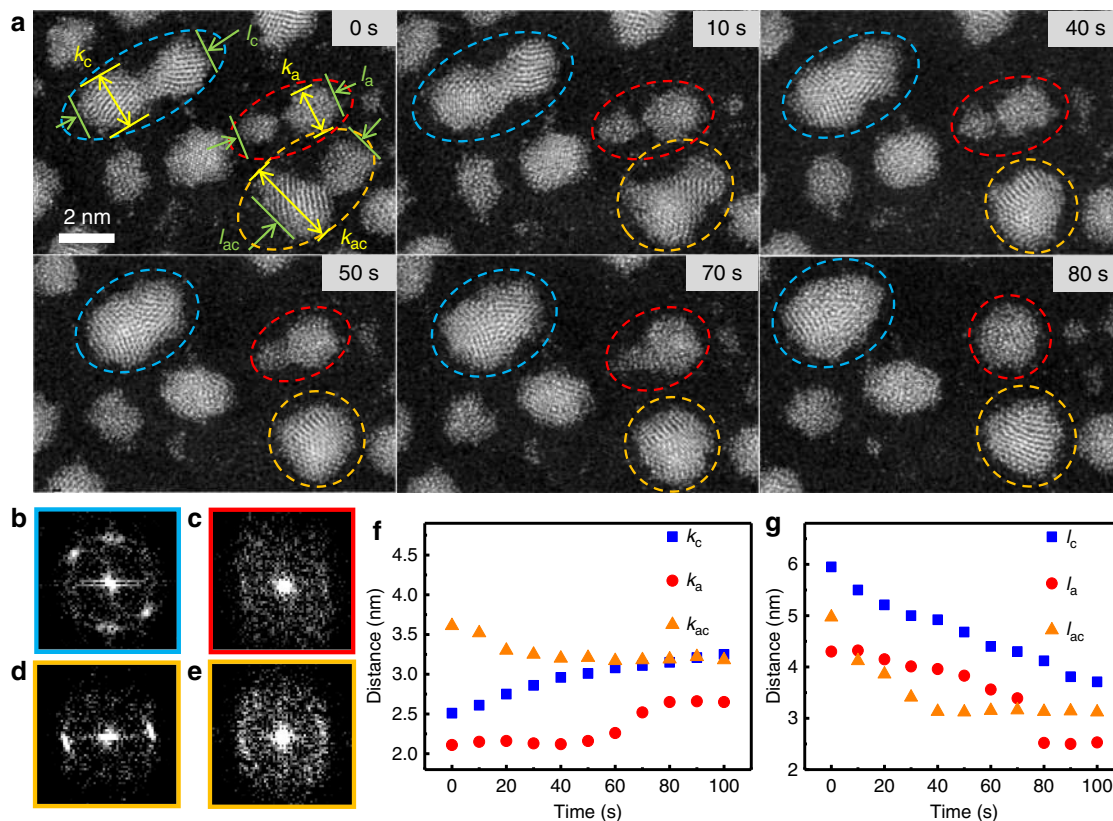 a
0 s
10 s
40 s
k_c
l_c
k_a
l_a
2 nm
l_ac
k_ac
50 s
70 s
80 s
b
c
d
e
f
Distance (nm)
4.5
4.0
3.5
3.0
2.5
2.0
0 20 40 60 80 100
Time (s)
k_c
k_a
k_ac
g
Distance (nm)
6
5
4
3
2
0 20 40 60 80 100
Time (s)
l_c
l_a
l_ac